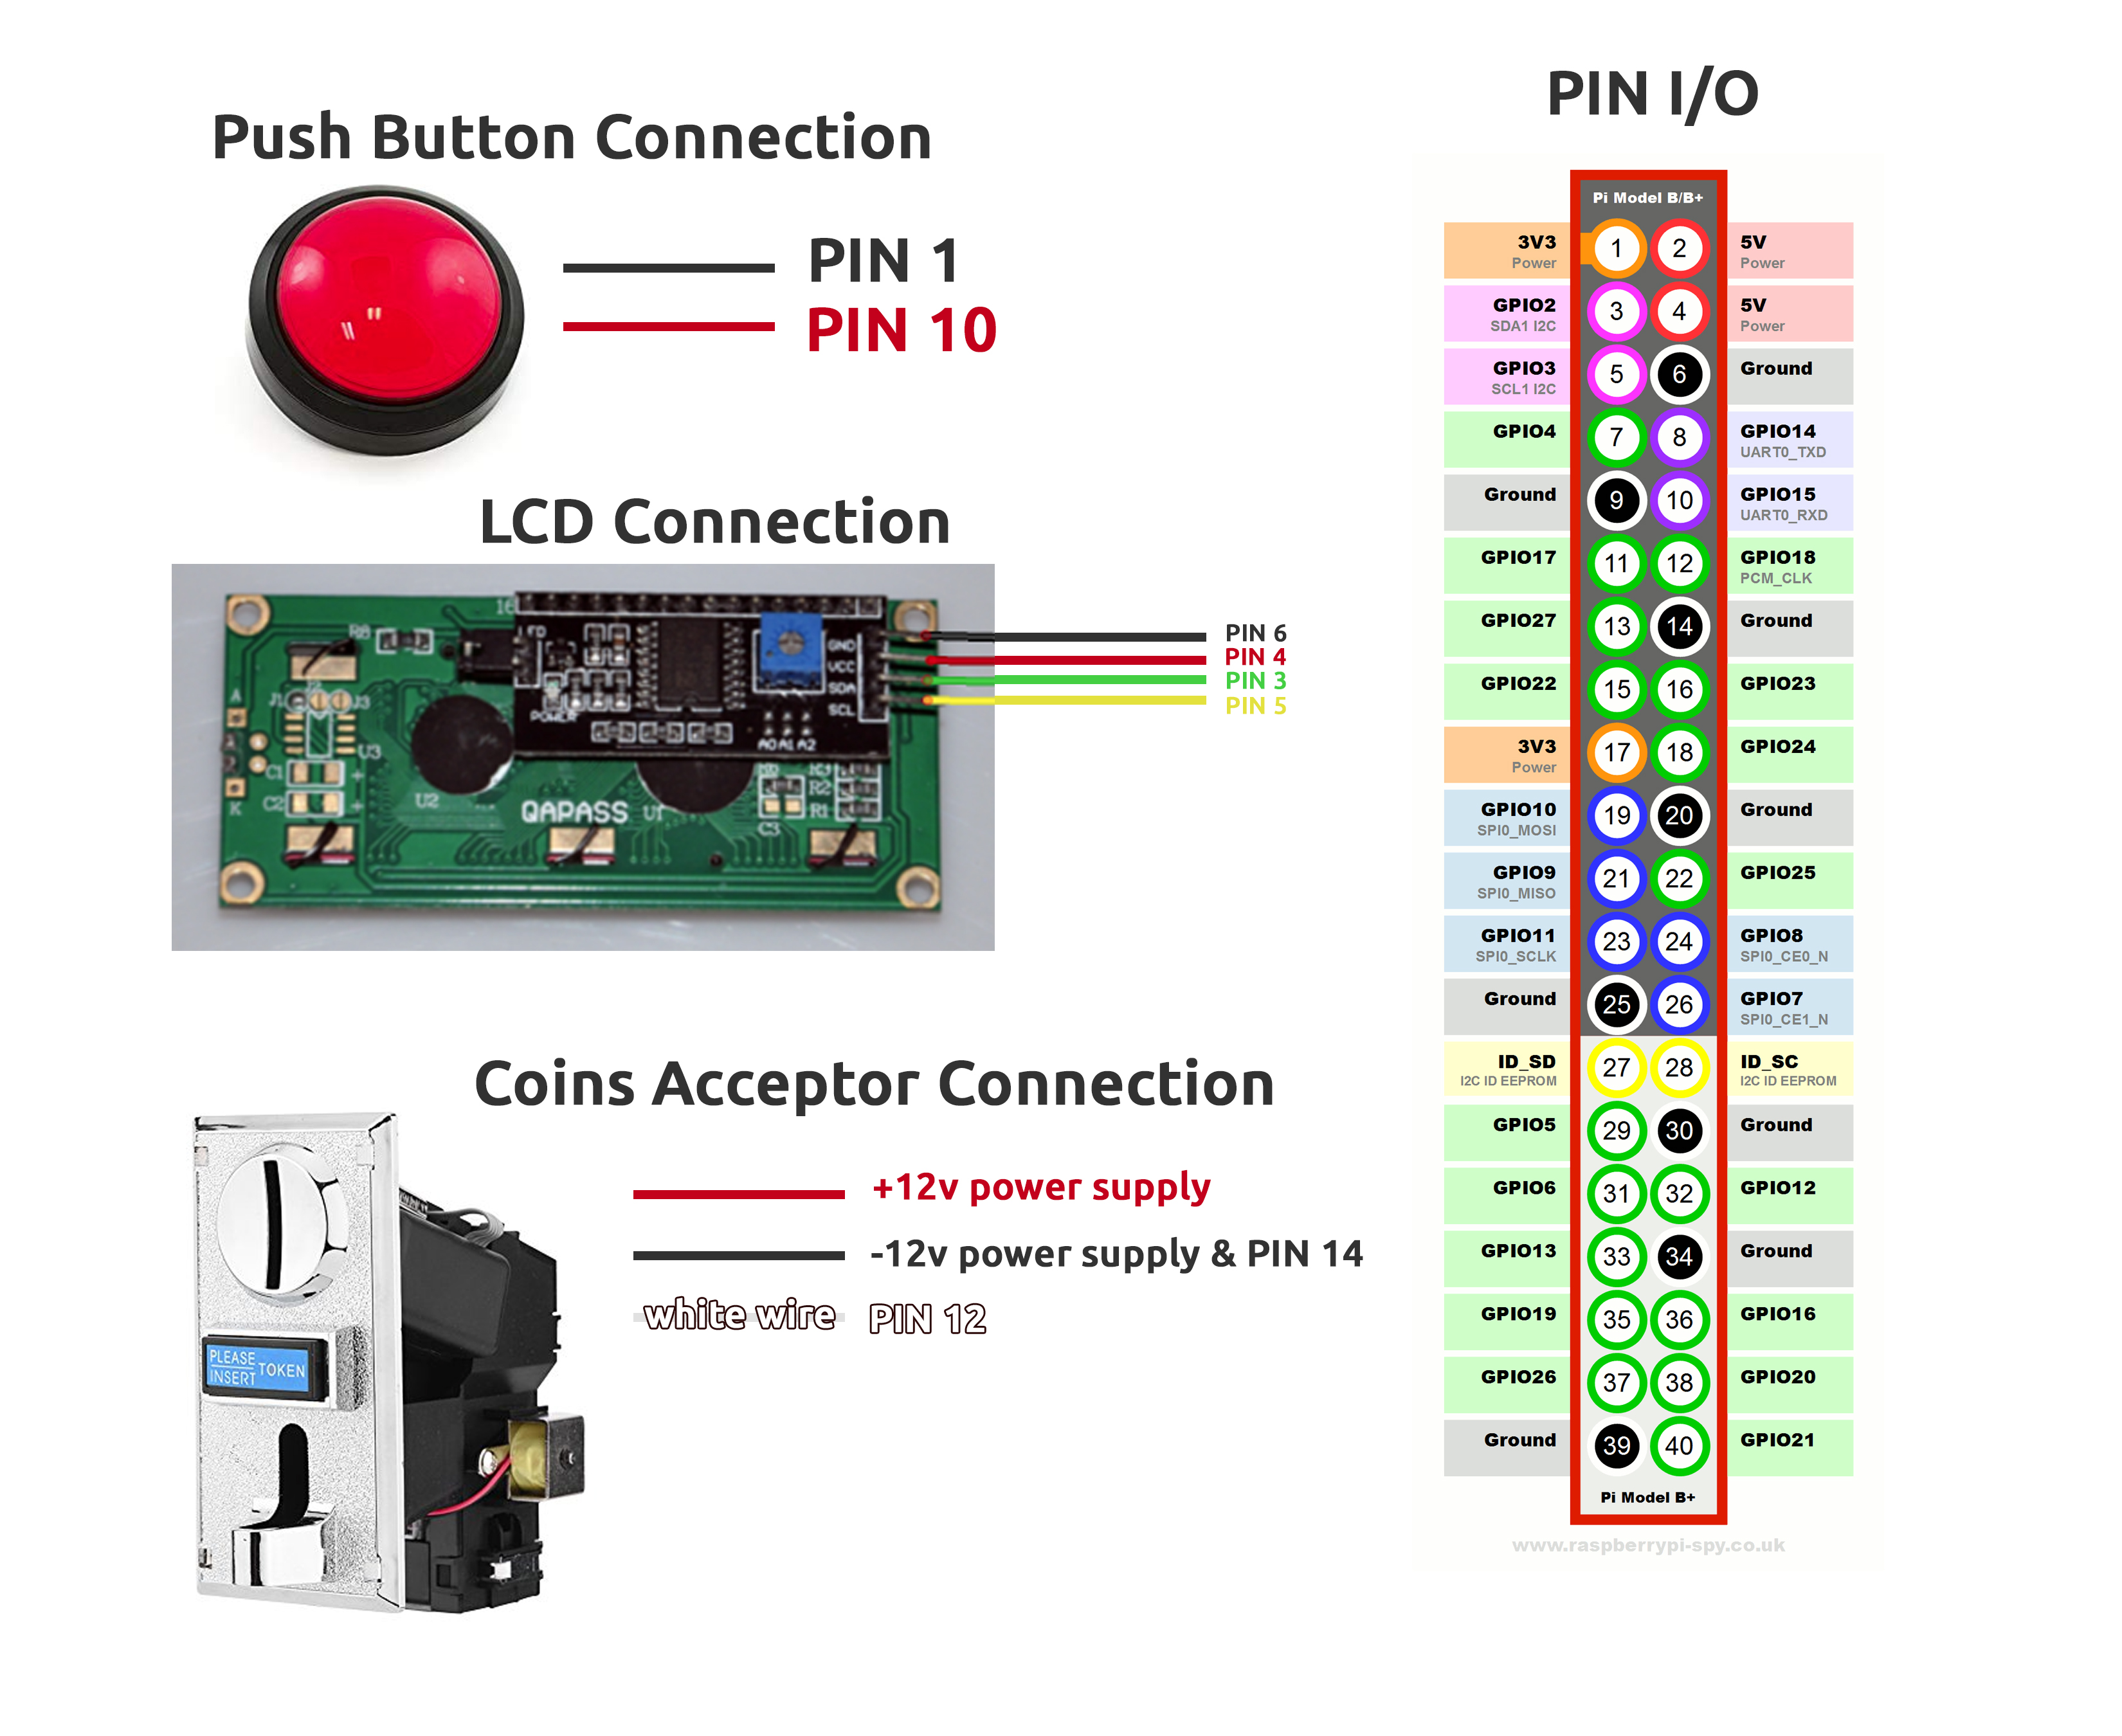 PIN I/O
Push Button Connection
PIN 1
PIN 10
LCD Connection
16
LED
R8
A
J1
J2
J3
U3
C1
C2
K
U2
POWER
QAPASS
U1
A0 A1 A2
R3
R2
R1
C3
GND
VCC
SDA
SCL
PIN 6
PIN 4
PIN 3
PIN 5
Coins Acceptor Connection
+12v power supply
-12v power supply & PIN 14
white wire PIN 12
PLEASE
INSERT
TOKEN
Pi Model B/B+
3V3 1 2 5V
Power Power
GPIO2 3 4 5V
SDA1 I2C Power
GPIO3 5 6 Ground
SCL1 I2C
GPIO4 7 8 GPIO14
UART0_TXD
Ground 9 10 GPIO15
UART0_RXD
GPIO17 11 12 GPIO18
PCM_CLK
GPIO27 13 14 Ground
GPIO22 15 16 GPIO23
3V3 17 18 GPIO24
Power
GPIO10 19 20 Ground
SPI0_MOSI
GPIO9 21 22 GPIO25
SPI0_MISO
GPIO11 23 24 GPIO8
SPI0_SCLK SPI0_CE0_N
Ground 25 26 GPIO7
SPI0_CE1_N
ID_SD 27 28 ID_SC
I2C ID EEPROM I2C ID EEPROM
GPIO5 29 30 Ground
GPIO6 31 32 GPIO12
GPIO13 33 34 Ground
GPIO19 35 36 GPIO16
GPIO26 37 38 GPIO20
Ground 39 40 GPIO21
Pi Model B+
www.raspberrypi-spy.co.uk